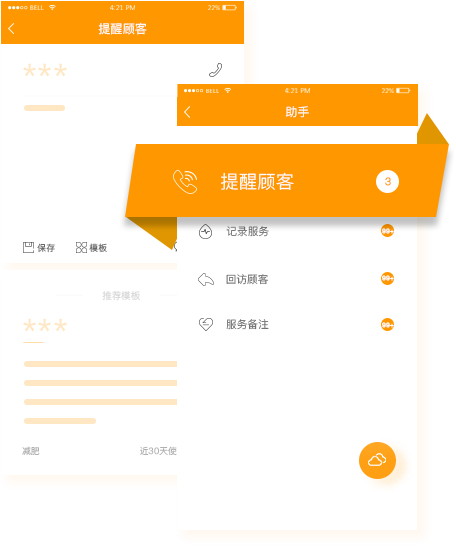 BELL 4:21 PM 22%
提醒顾客
***
保存 模板
推荐模板
***
减肥 近30天使
BELL 4:21 PM 22%
助手
提醒顾客 3
记录服务 99+
回访顾客 99+
服务备注 99+